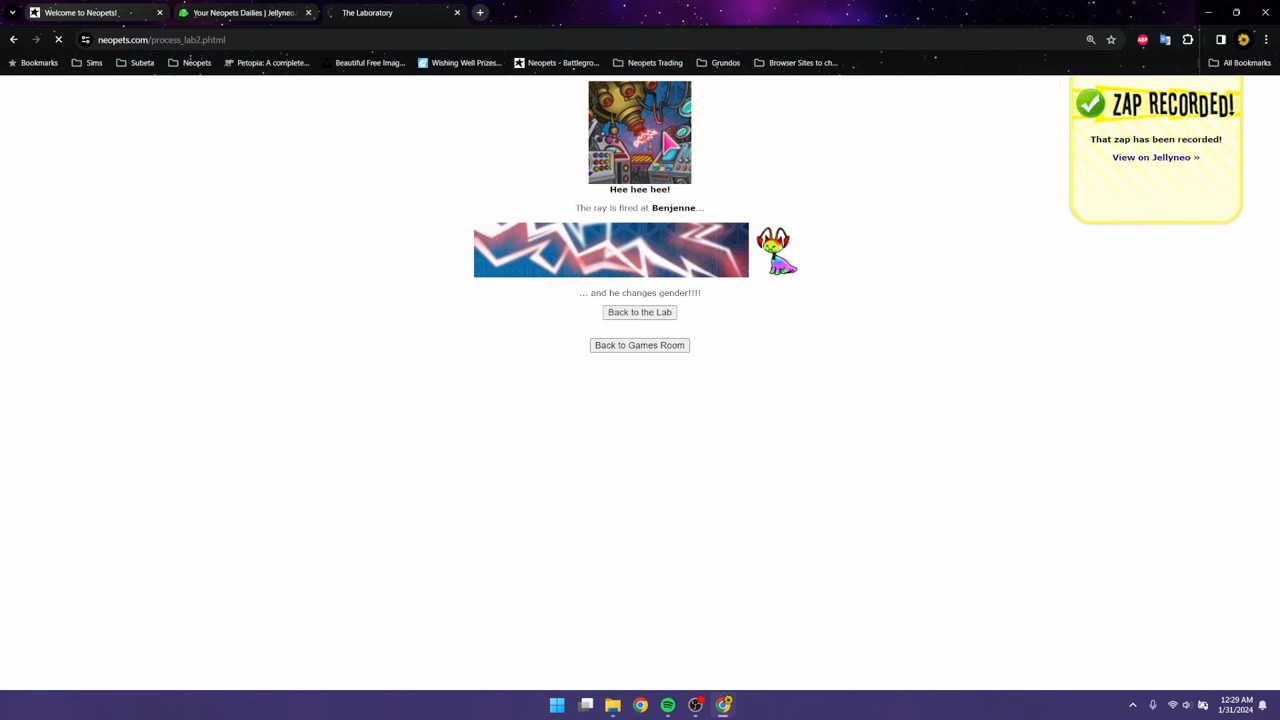 Welcome to Neopets!
Your Neopets Dailies | Jellyneo.
The Laboratory
neopets.com/process_lab2.phtml
ABP
Bookmarks
Sims
Subeta
Neopets
Petopia: A complete...
Beautiful Free Imag...
Wishing Well Prizes...
Neopets - Battlegro...
Neopets Trading
Grundos
Browser Sites to ch...
All Bookmarks
ZAP RECORDED!
That zap has been recorded!
View on Jellyneo »
Hee hee hee!
The ray is fired at Benjenne...
... and he changes gender!!!!
Back to the Lab
Back to Games Room
12:29 AM
1/31/2024